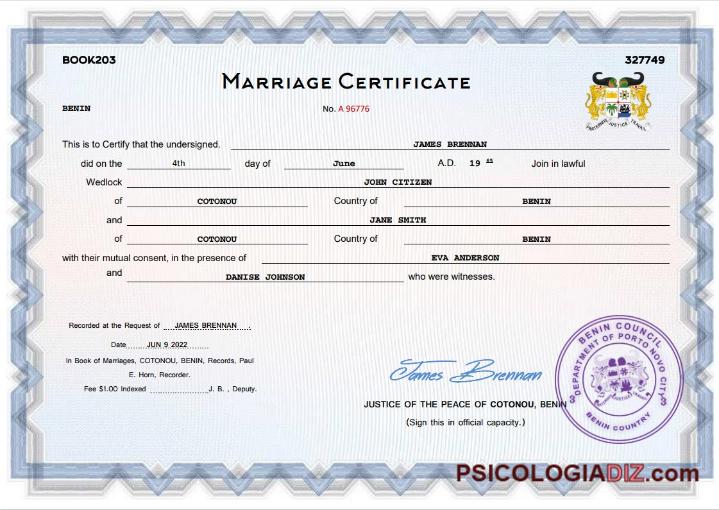 BOOK203
327749
MARRIAGE CERTIFICATE
BENIN
No. A 96776
This is to Certify that the undersigned. JAMES BRENNAN
did on the 4th day of June A.D. 19 Join in lawful
Wedlock JOHN CITIZEN
of COTONOU Country of BENIN
and JANE SMITH
of COTONOU Country of BENIN
with their mutual consent, in the presence of EVA ANDERSON
and DANISE JOHNSON who were witnesses.
Recorded at the Request of JAMES BRENNAN
Date JUN 9 2022
In Book of Marriages, COTONOU, BENIN, Records, Paul
E. Horn, Recorder.
Fee $1.00 Indexed J. B. , Deputy.
James Brennan
JUSTICE OF THE PEACE OF COTONOU, BENIN
(Sign this in official capacity.)
BENIN COUNCIL
DEPARTMENT OF PORTO NOVO CITY
BENIN COUNTRY
PSICOLOGIADIZ.com